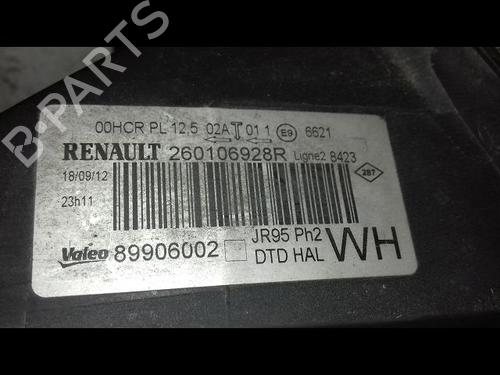 00HCR PL 12.5 02A T 01 1 E9 6621
RENAULT 260106928R Ligne2 8423
18/09/12
287
23h11
Valeo 89906002 JR95 Ph2
DTD HAL WH
B-PARTS